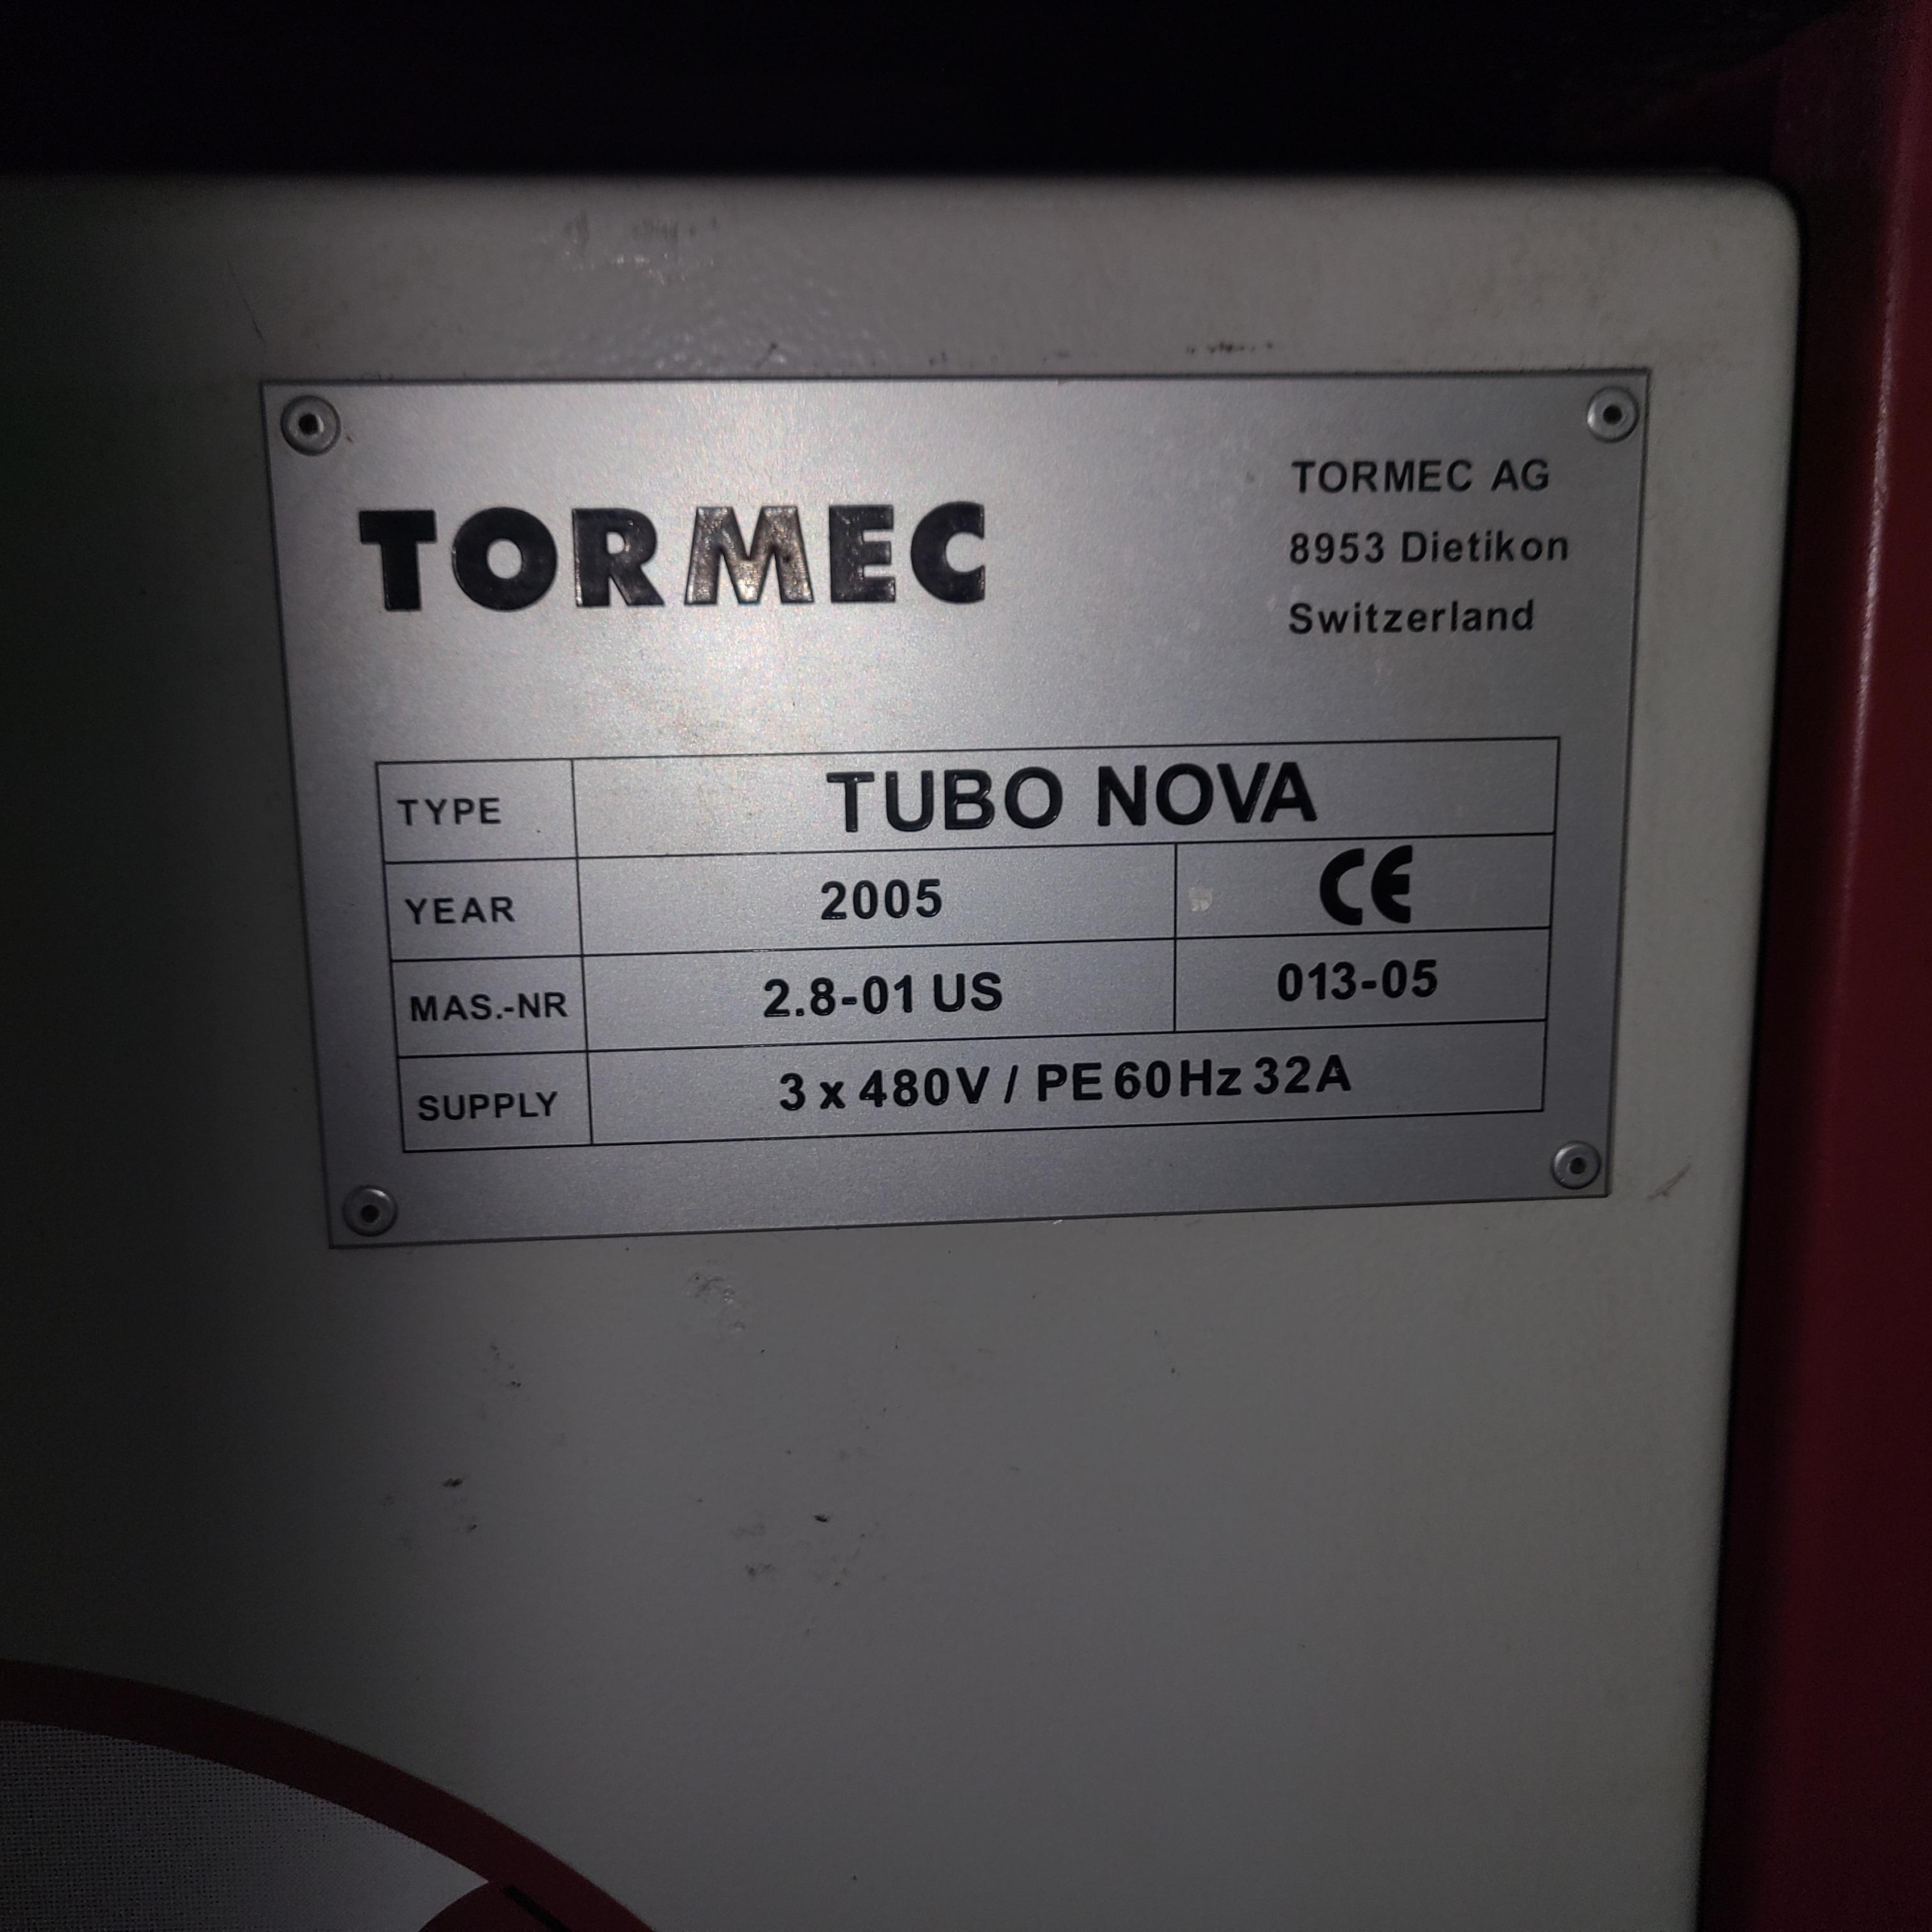 TORMEC
TORMEC AG
8953 Dietikon
Switzerland
TYPE TUBO NOVA
YEAR 2005 CE
MAS.-NR 2.8-01 US 013-05
SUPPLY 3 x 480V / PE 60Hz 32A